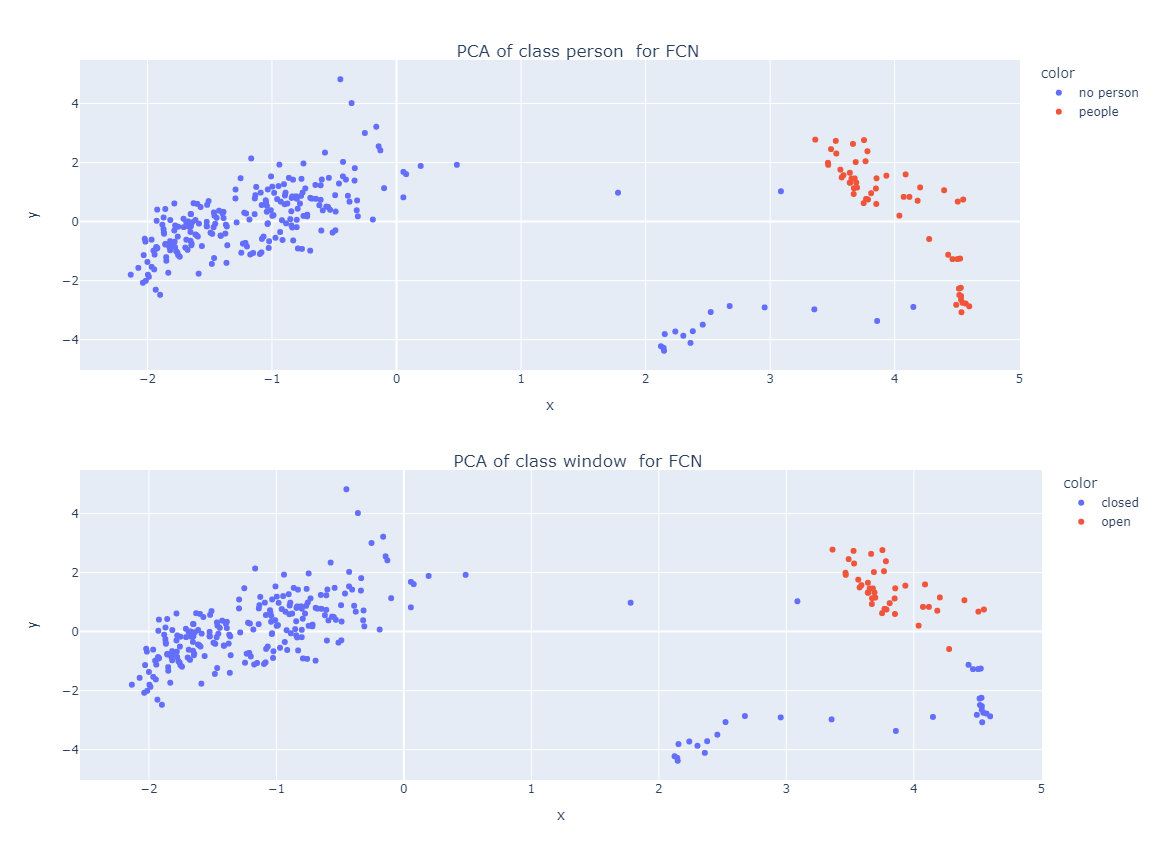 PCA of class person  for FCN
color
no person
people
4
2
0
−2
−4
y
−2 −1 0 1 2 3 4 5
x
PCA of class window  for FCN
color
closed
open
4
2
0
−2
−4
y
−2 −1 0 1 2 3 4 5
x